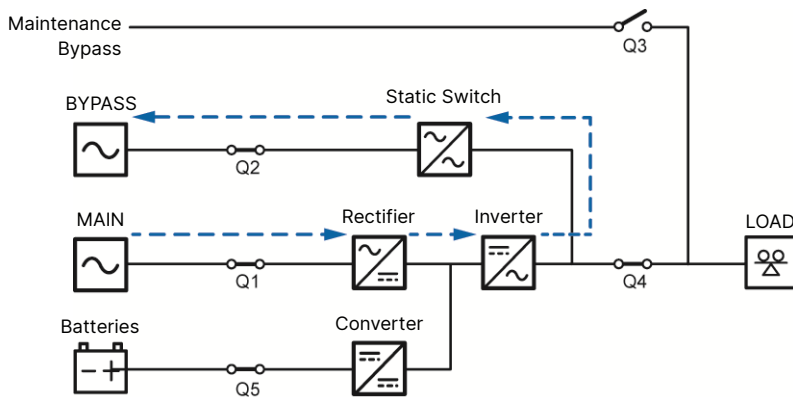 Maintenance
Bypass
Q3
BYPASS
Static Switch
Q2
MAIN
Rectifier
Inverter
LOAD
Q1
Q4
Batteries
Converter
Q5